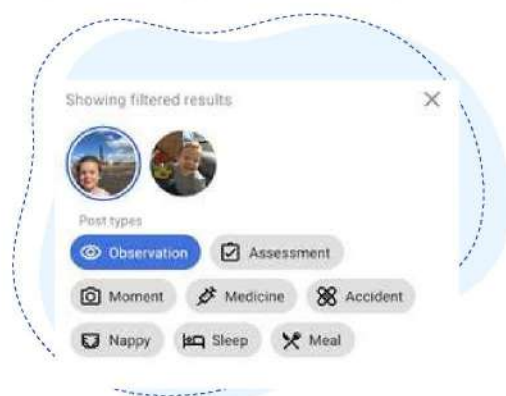 Showing filtered results
Post types
Observation Assessment
Moment Medicine Accident
Nappy Sleep Meal